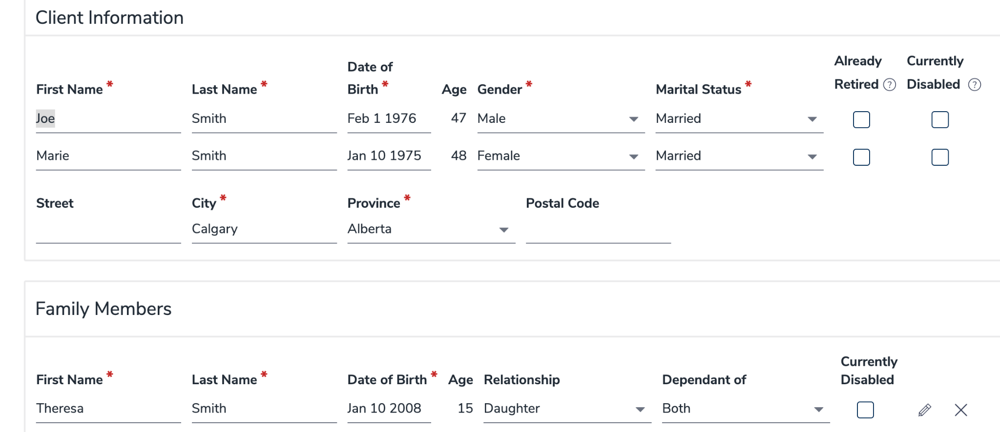 Client Information
First Name * Last Name * Date of Birth * Age Gender * Marital Status * Already Retired ? Currently Disabled ?
Joe Smith Feb 1 1976 47 Male Married
Marie Smith Jan 10 1975 48 Female Married
Street City * Province * Postal Code
Calgary Alberta
Family Members
First Name * Last Name * Date of Birth * Age Relationship Dependant of Currently Disabled
Theresa Smith Jan 10 2008 15 Daughter Both